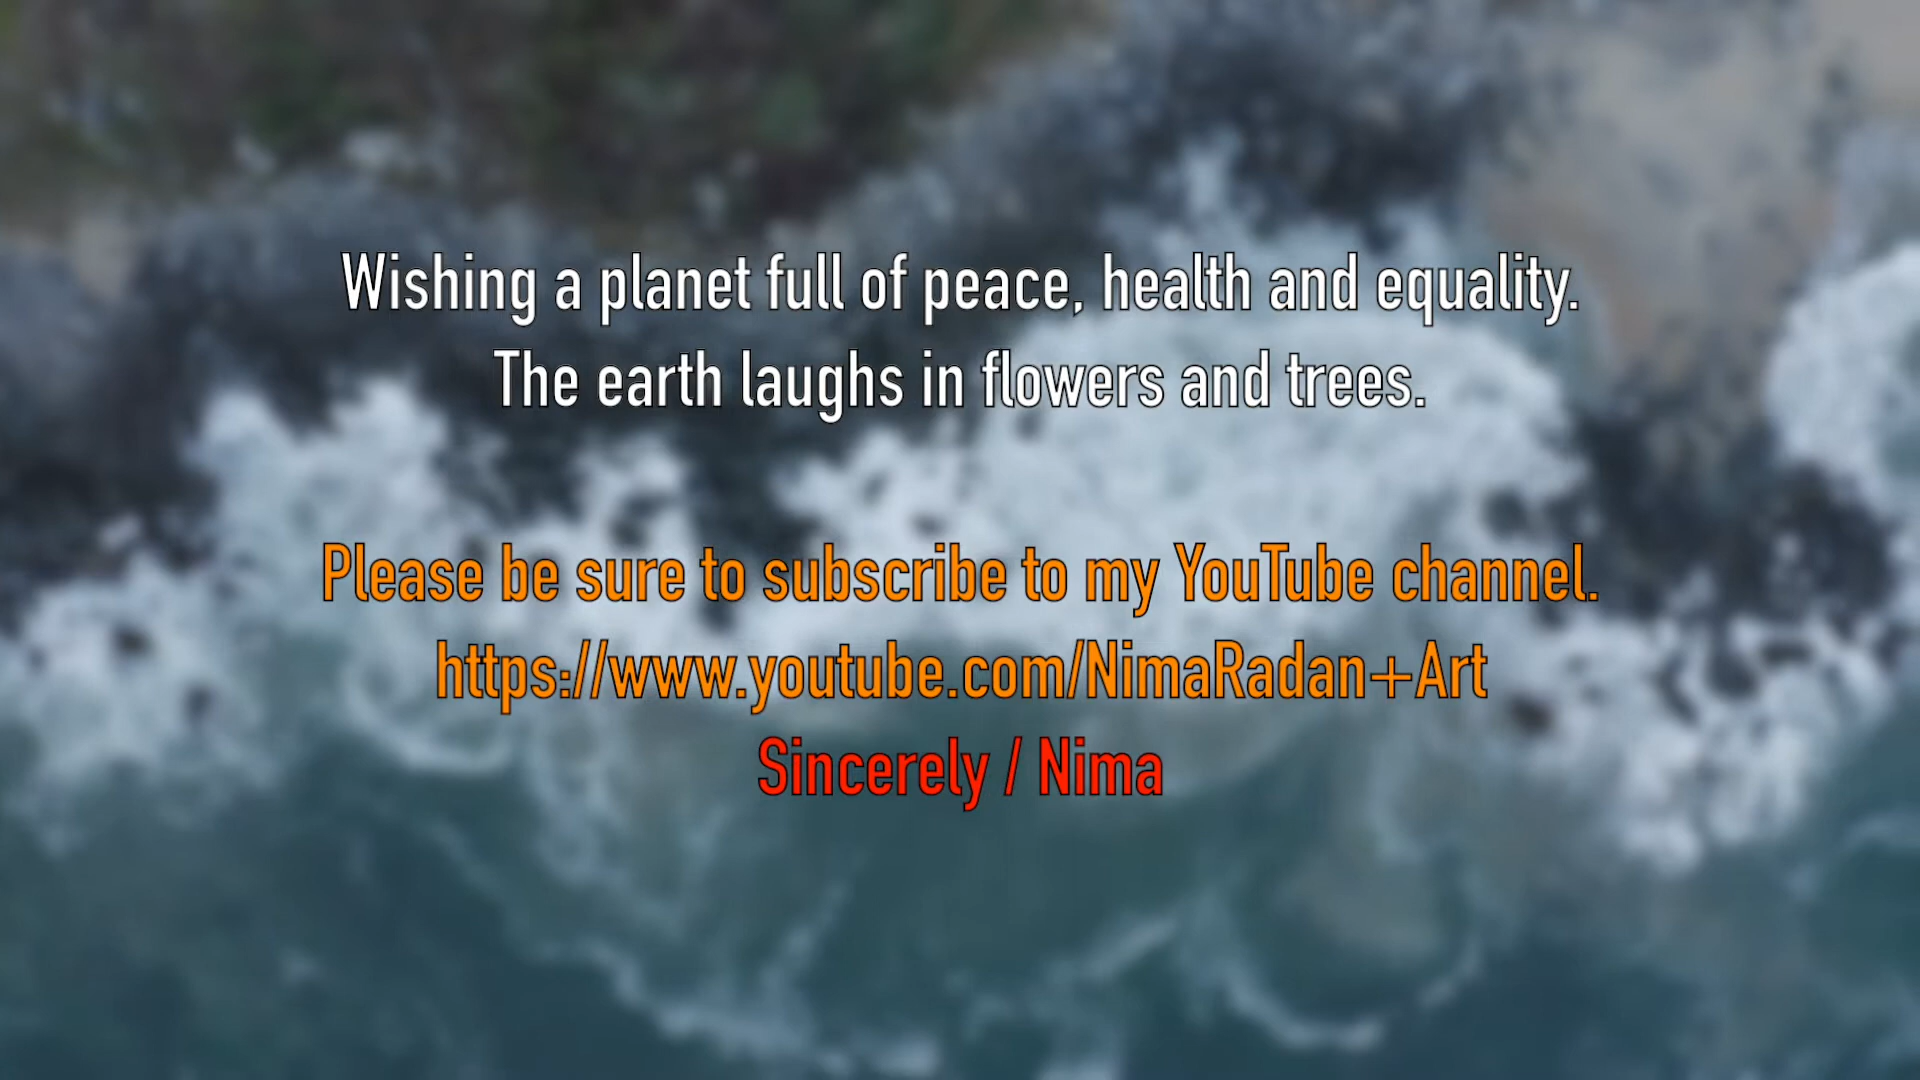 Wishing a planet full of peace, health and equality.
The earth laughs in flowers and trees.
Please be sure to subscribe to my YouTube channel.
https://www.youtube.com/NimaRadan+Art
Sincerely / Nima